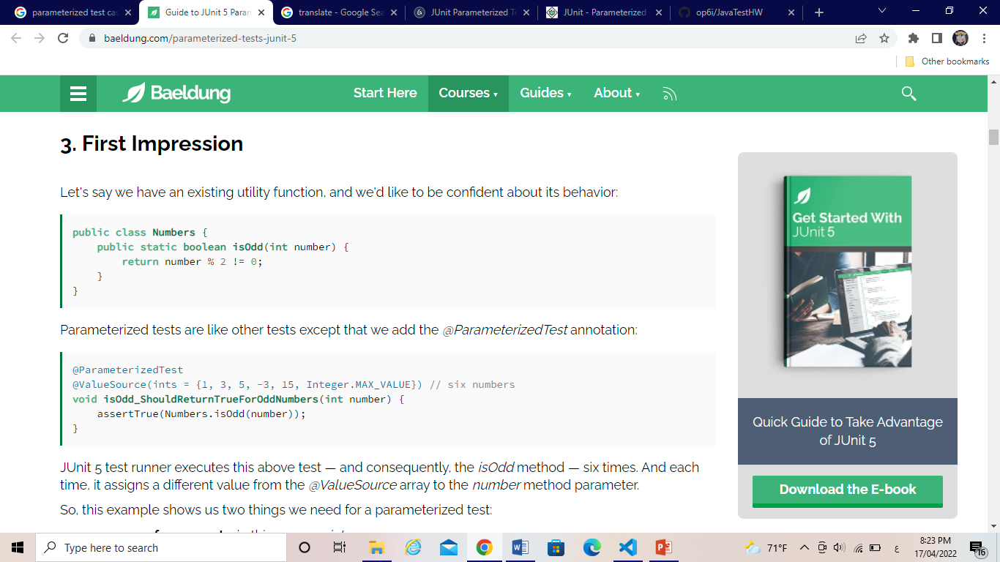 parameterized test cas
Guide to JUnit 5 Paran
translate - Google Sea
JUnit Parameterized Te
JUnit - Parameterized
op6i/JavaTestHW
baeldung.com/parameterized-tests-junit-5
Other bookmarks
Baeldung
Start Here
Courses
Guides
About
3. First Impression
Let's say we have an existing utility function, and we'd like to be confident about its behavior:
public class Numbers {
    public static boolean isOdd(int number) {
        return number % 2 != 0;
    }
}
Parameterized tests are like other tests except that we add the @ParameterizedTest annotation:
@ParameterizedTest
@ValueSource(ints = {1, 3, 5, -3, 15, Integer.MAX_VALUE}) // six numbers
void isOdd_ShouldReturnTrueForOddNumbers(int number) {
    assertTrue(Numbers.isOdd(number));
}
JUnit 5 test runner executes this above test — and consequently, the isOdd method — six times. And each
time, it assigns a different value from the @ValueSource array to the number method parameter.
So, this example shows us two things we need for a parameterized test:
Get Started With
JUnit 5
Quick Guide to Take Advantage
of JUnit 5
Download the E-book
Type here to search
71°F
ع
8:23 PM
17/04/2022
16